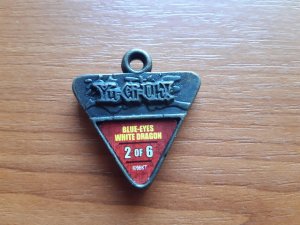 Yu-Gi-Oh!
BLUE-EYES
WHITE DRAGON
2 OF 6